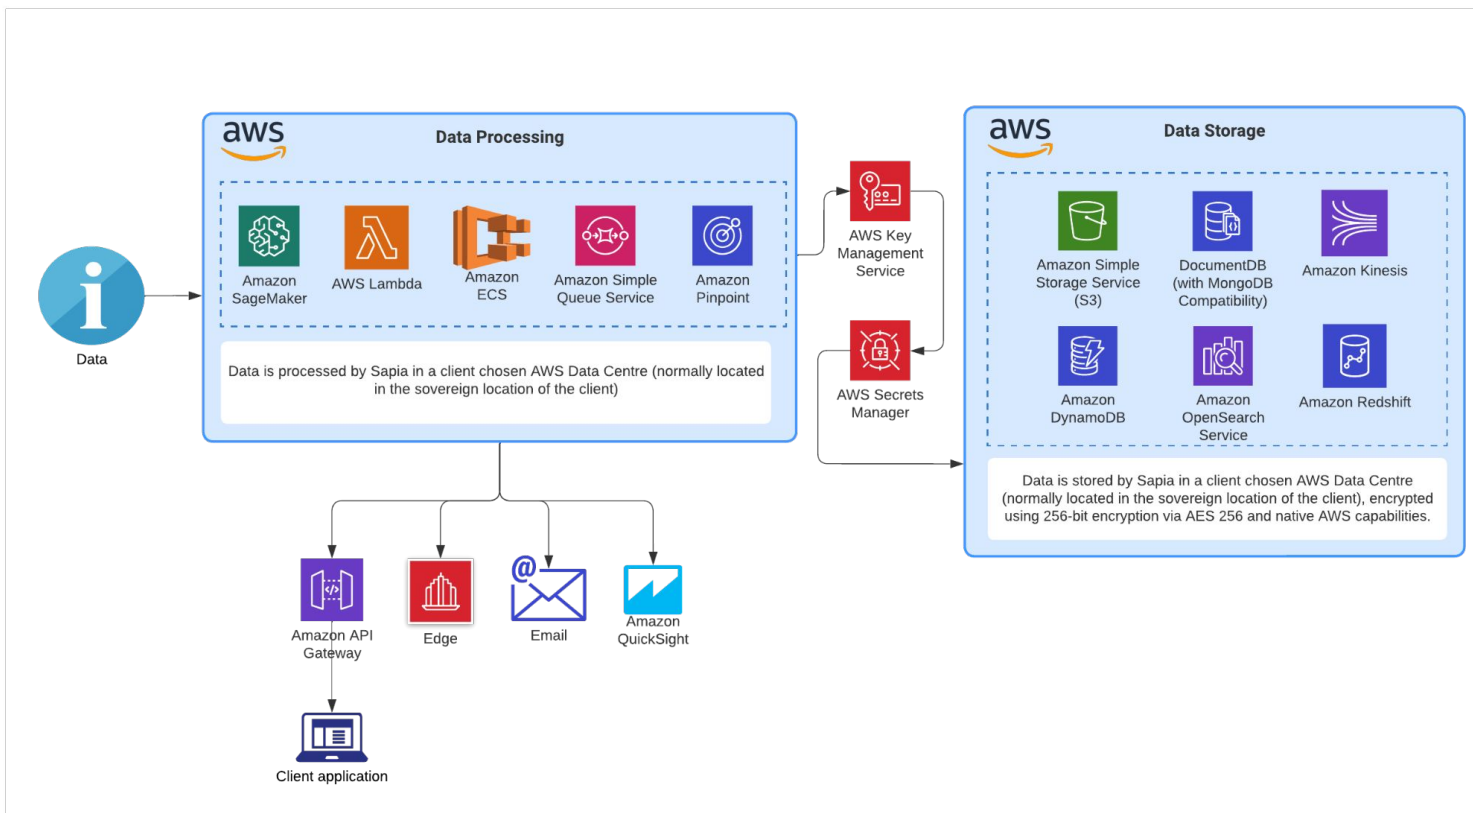 aws
Data Processing
Amazon
SageMaker
AWS Lambda
Amazon
ECS
Amazon Simple
Queue Service
Amazon
Pinpoint
Data is processed by Sapia in a client chosen AWS Data Centre (normally located
in the sovereign location of the client)
Data
AWS Key
Management
Service
AWS Secrets
Manager
aws
Data Storage
Amazon Simple
Storage Service
(S3)
DocumentDB
(with MongoDB
Compatibility)
Amazon Kinesis
Amazon
DynamoDB
Amazon
OpenSearch
Service
Amazon Redshift
Data is stored by Sapia in a client chosen AWS Data Centre
(normally located in the sovereign location of the client), encrypted
using 256-bit encryption via AES 256 and native AWS capabilities.
Amazon API
Gateway
Edge
@
Email
Amazon
QuickSight
Client application